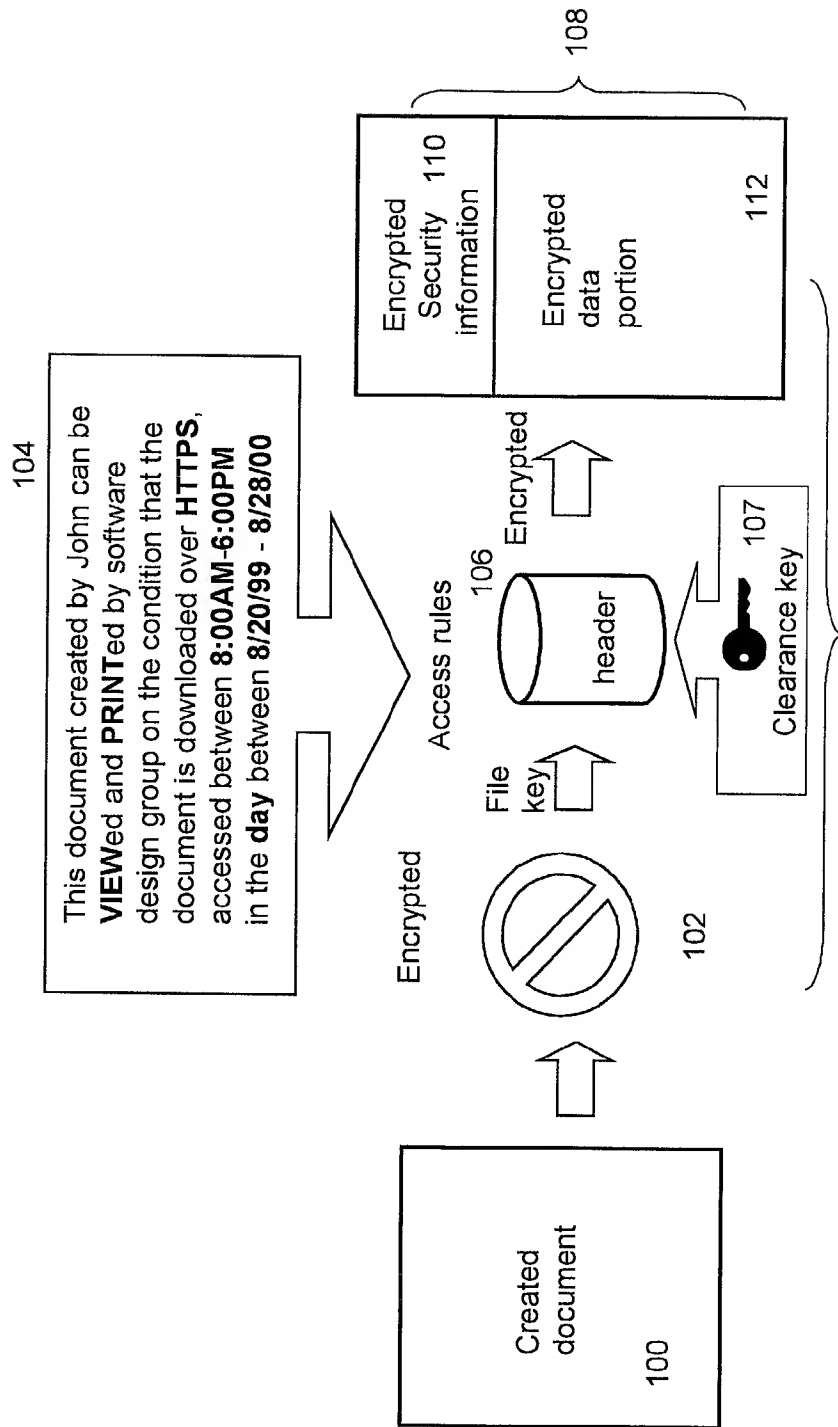 104
This document created by John can be
VIEWed and PRINTed by software
design group on the condition that the
document is downloaded over HTTPS,
accessed between 8:00AM-6:00PM
in the day between 8/20/99 - 8/28/00
Created
document
100
Encrypted
102
File
key
Access rules
106
header
107
Clearance key
Encrypted
Encrypted
Security
information
110
Encrypted
data
portion
112
108